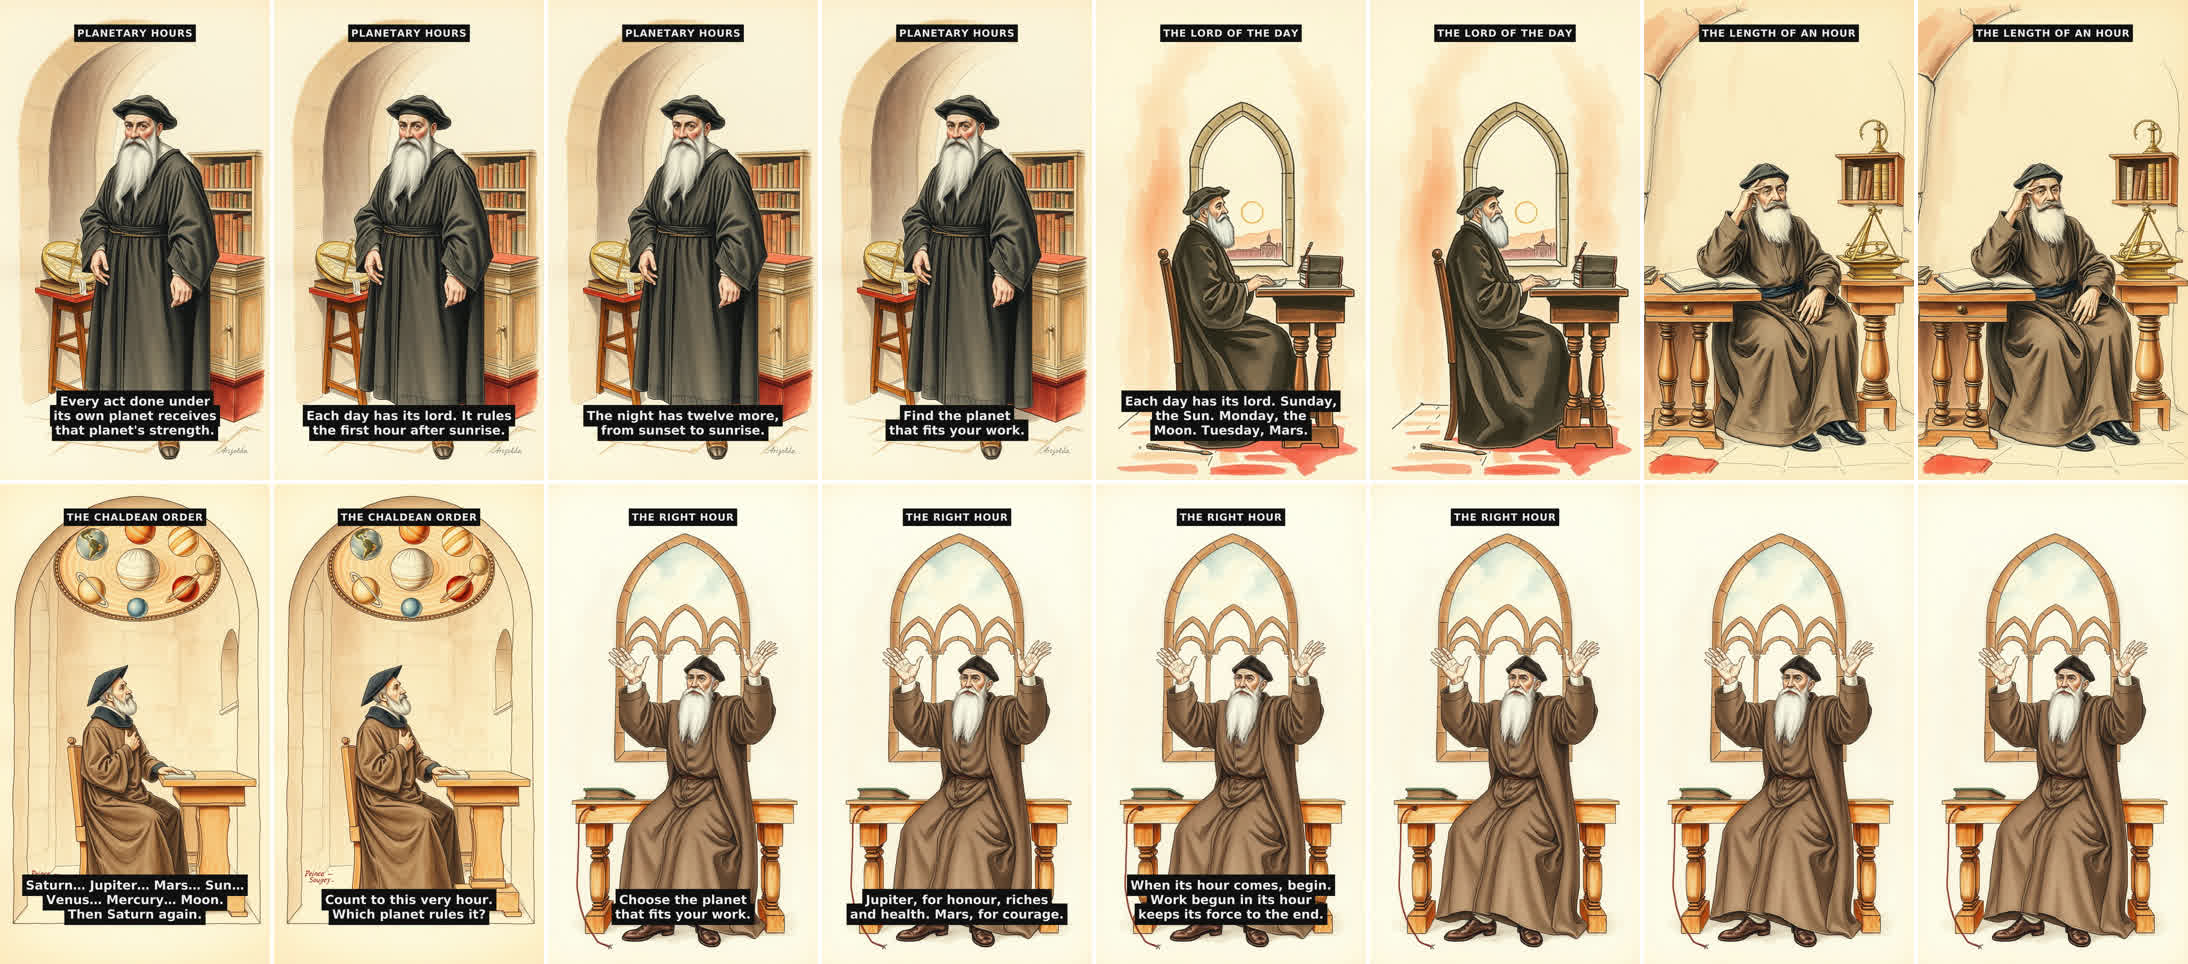 PLANETARY HOURS
Every act done under
its own planet receives
that planet's strength.
PLANETARY HOURS
Each day has its lord. It rules
the first hour after sunrise.
PLANETARY HOURS
The night has twelve more,
from sunset to sunrise.
PLANETARY HOURS
Find the planet
that fits your work.
THE LORD OF THE DAY
Each day has its lord. Sunday,
the Sun. Monday, the
Moon. Tuesday, Mars.
THE LORD OF THE DAY
THE LENGTH OF AN HOUR
THE LENGTH OF AN HOUR
THE CHALDEAN ORDER
Saturn... Jupiter... Mars... Sun...
Venus... Mercury... Moon.
Then Saturn again.
THE CHALDEAN ORDER
Count to this very hour.
Which planet rules it?
THE RIGHT HOUR
Choose the planet
that fits your work.
THE RIGHT HOUR
Jupiter, for honour, riches
and health. Mars, for courage.
THE RIGHT HOUR
When its hour comes, begin.
Work begun in its hour
keeps its force to the end.
THE RIGHT HOUR